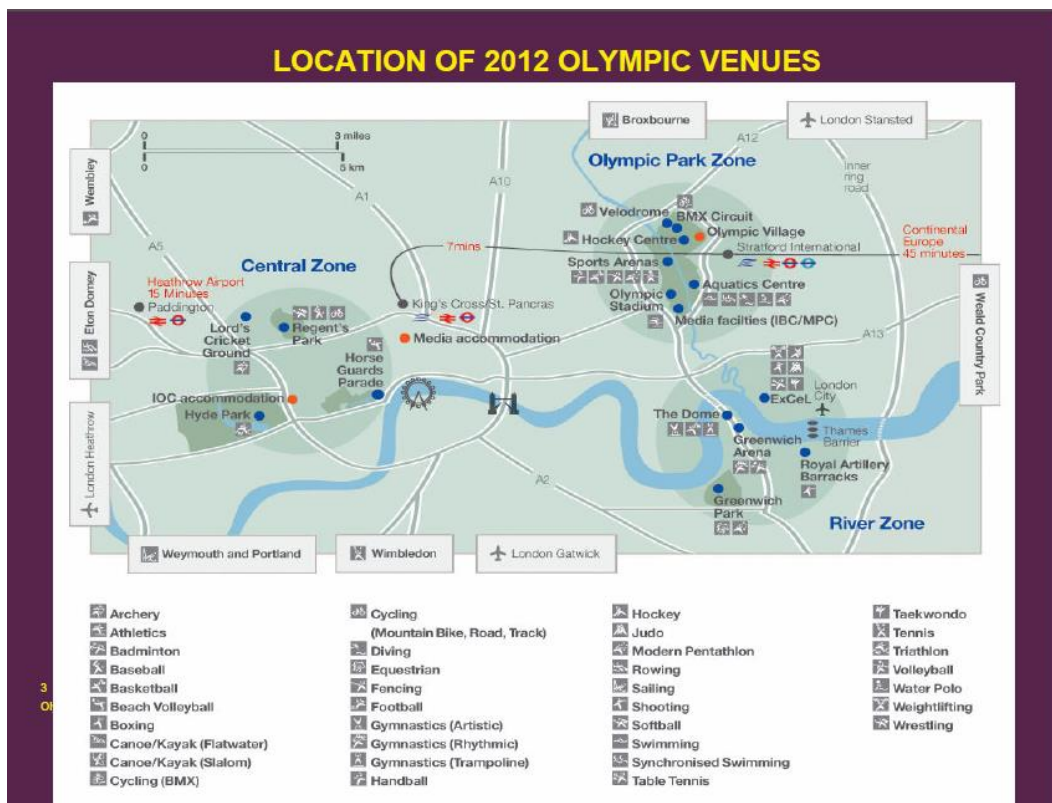 LOCATION OF 2012 OLYMPIC VENUES
0
3 miles
0
5 km
Broxbourne
London Stansted
Wembley
A1
A10
A12
Inner
ring
road
Olympic Park Zone
Velodrome
BMX Circuit
Olympic Village
Hockey Centre
Stratford International
Continental
Europe
45 minutes
A5
7mins
Central Zone
Heathrow Airport
15 Minutes
Paddington
Eton Dorney
Sports Arenas
Aquatics Centre
Olympic
Stadium
Media facilties (IBC/MPC)
King's Cross/St. Pancras
Media accommodation
Lord's
Cricket
Ground
Regent's
Park
Horse
Guards
Parade
A13
Weald Country Park
IOC accommodation
Hyde Park
London
City
ExCeL
The Dome
Greenwich
Arena
Thames
Barrier
Royal Artillery
Barracks
London Heathrow
A2
Greenwich
Park
River Zone
Weymouth and Portland
Wimbledon
London Gatwick
Archery
Athletics
Badminton
Baseball
Basketball
Beach Volleyball
Boxing
Canoe/Kayak (Flatwater)
Canoe/Kayak (Slalom)
Cycling (BMX)
Cycling
(Mountain Bike, Road, Track)
Diving
Equestrian
Fencing
Football
Gymnastics (Artistic)
Gymnastics (Rhythmic)
Gymnastics (Trampoline)
Handball
Hockey
Judo
Modern Pentathlon
Rowing
Sailing
Shooting
Softball
Swimming
Synchronised Swimming
Table Tennis
Taekwondo
Tennis
Triathlon
Volleyball
Water Polo
Weightlifting
Wrestling
3